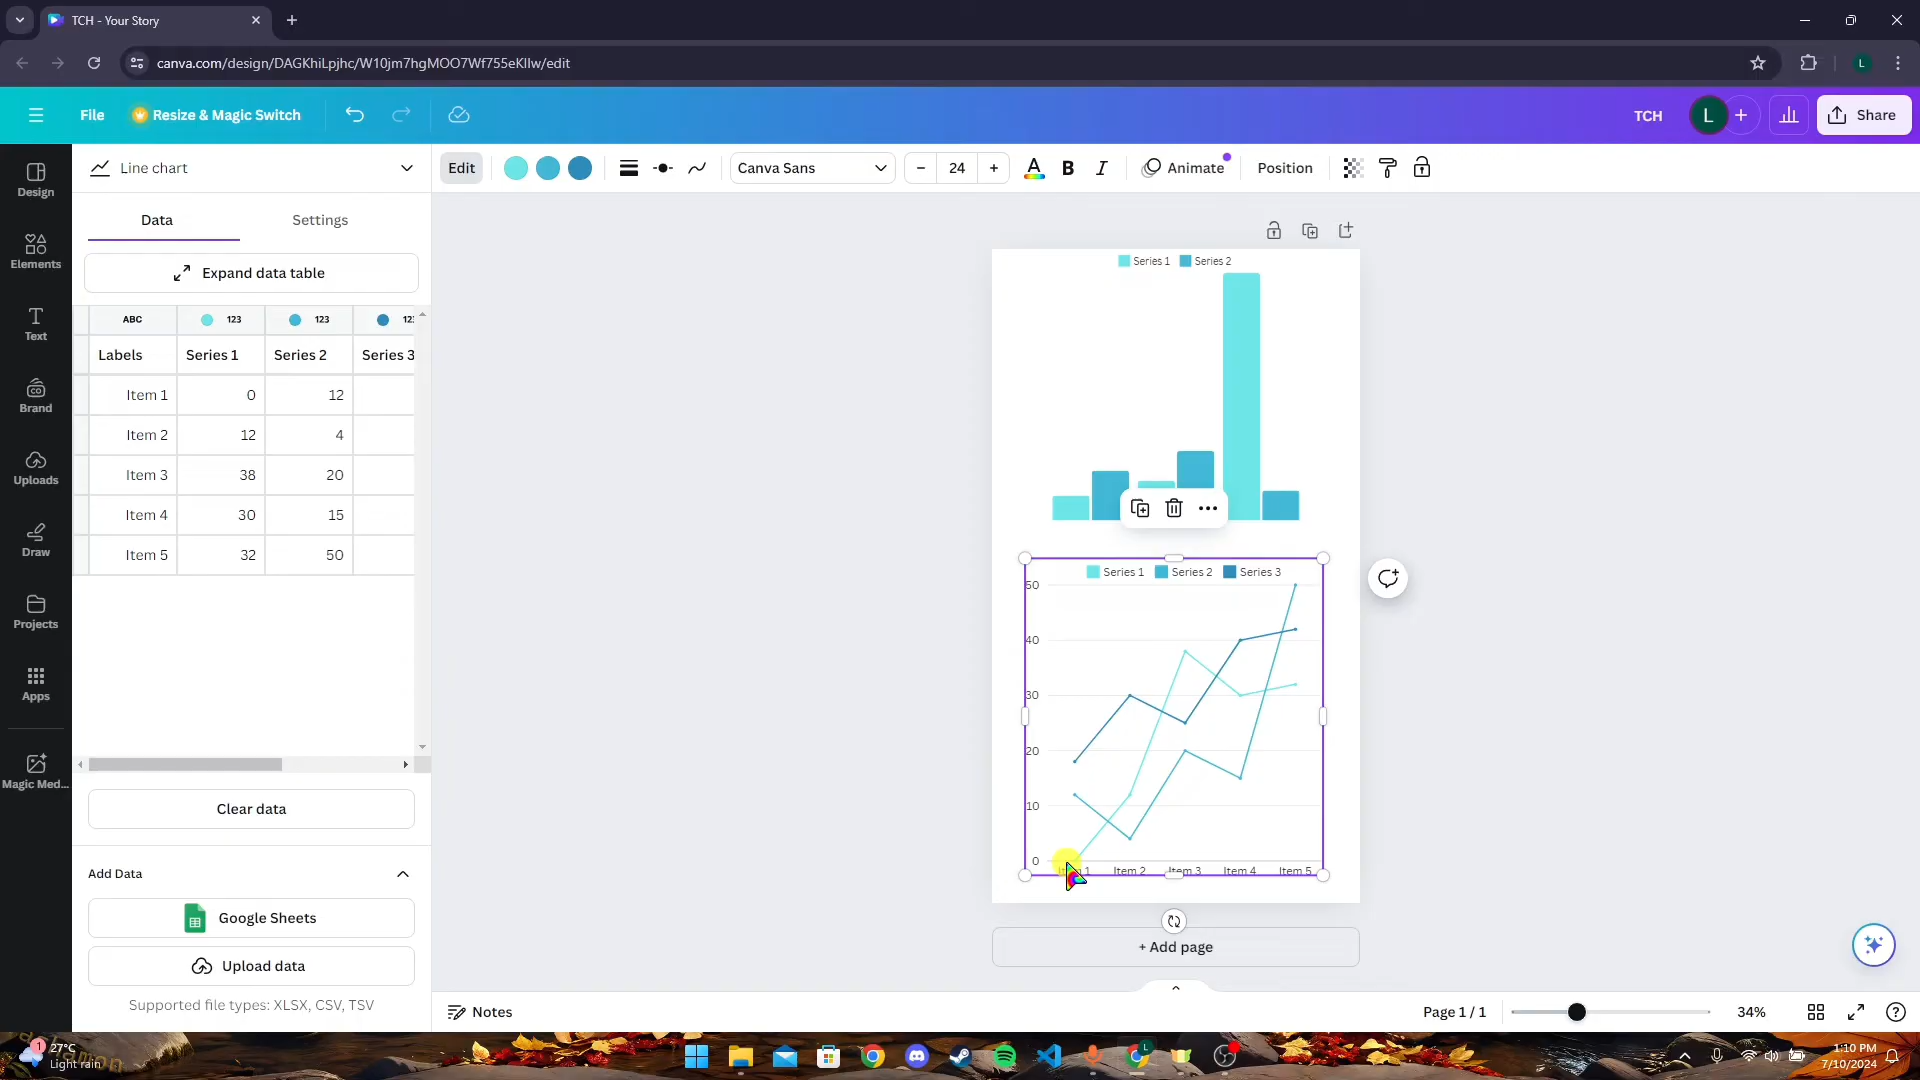 TCH - Your Story
canva.com/design/DAGKhiLpjhc/W10jm7hgMOO7Wf755eKIIw/edit
L
File
Resize & Magic Switch
TCH
L
Share
Design
Elements
Text
Brand
Uploads
Draw
Projects
Apps
Magic Med...
Line chart
Data
Settings
Expand data table
ABC 123 123
Labels Series 1 Series 2 Series 3
Item 1 0 12
Item 2 12 4
Item 3 38 20
Item 4 30 15
Item 5 32 50
Clear data
Add Data
Google Sheets
Upload data
Supported file types: XLSX, CSV, TSV
Edit
Canva Sans
24
A
B
I
Animate
Position
Series 1 Series 2
Series 1 Series 2 Series 3
50
40
30
20
10
0
Item 2 Item 3 Item 4 Item 5
+ Add page
Notes
Page 1 / 1
34%
1
27°C
Light rain
L
1:10 PM
7/10/2024